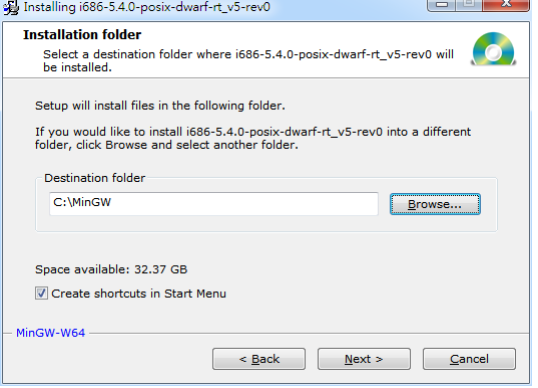 Installing i686-5.4.0-posix-dwarf-rt_v5-rev0
Installation folder
Select a destination folder where i686-5.4.0-posix-dwarf-rt_v5-rev0 will
be installed.
Setup will install files in the following folder.
If you would like to install i686-5.4.0-posix-dwarf-rt_v5-rev0 into a different
folder, click Browse and select another folder.
Destination folder
C:\MinGW
Browse...
Space available: 32.37 GB
Create shortcuts in Start Menu
MinGW-W64
< Back
Next >
Cancel